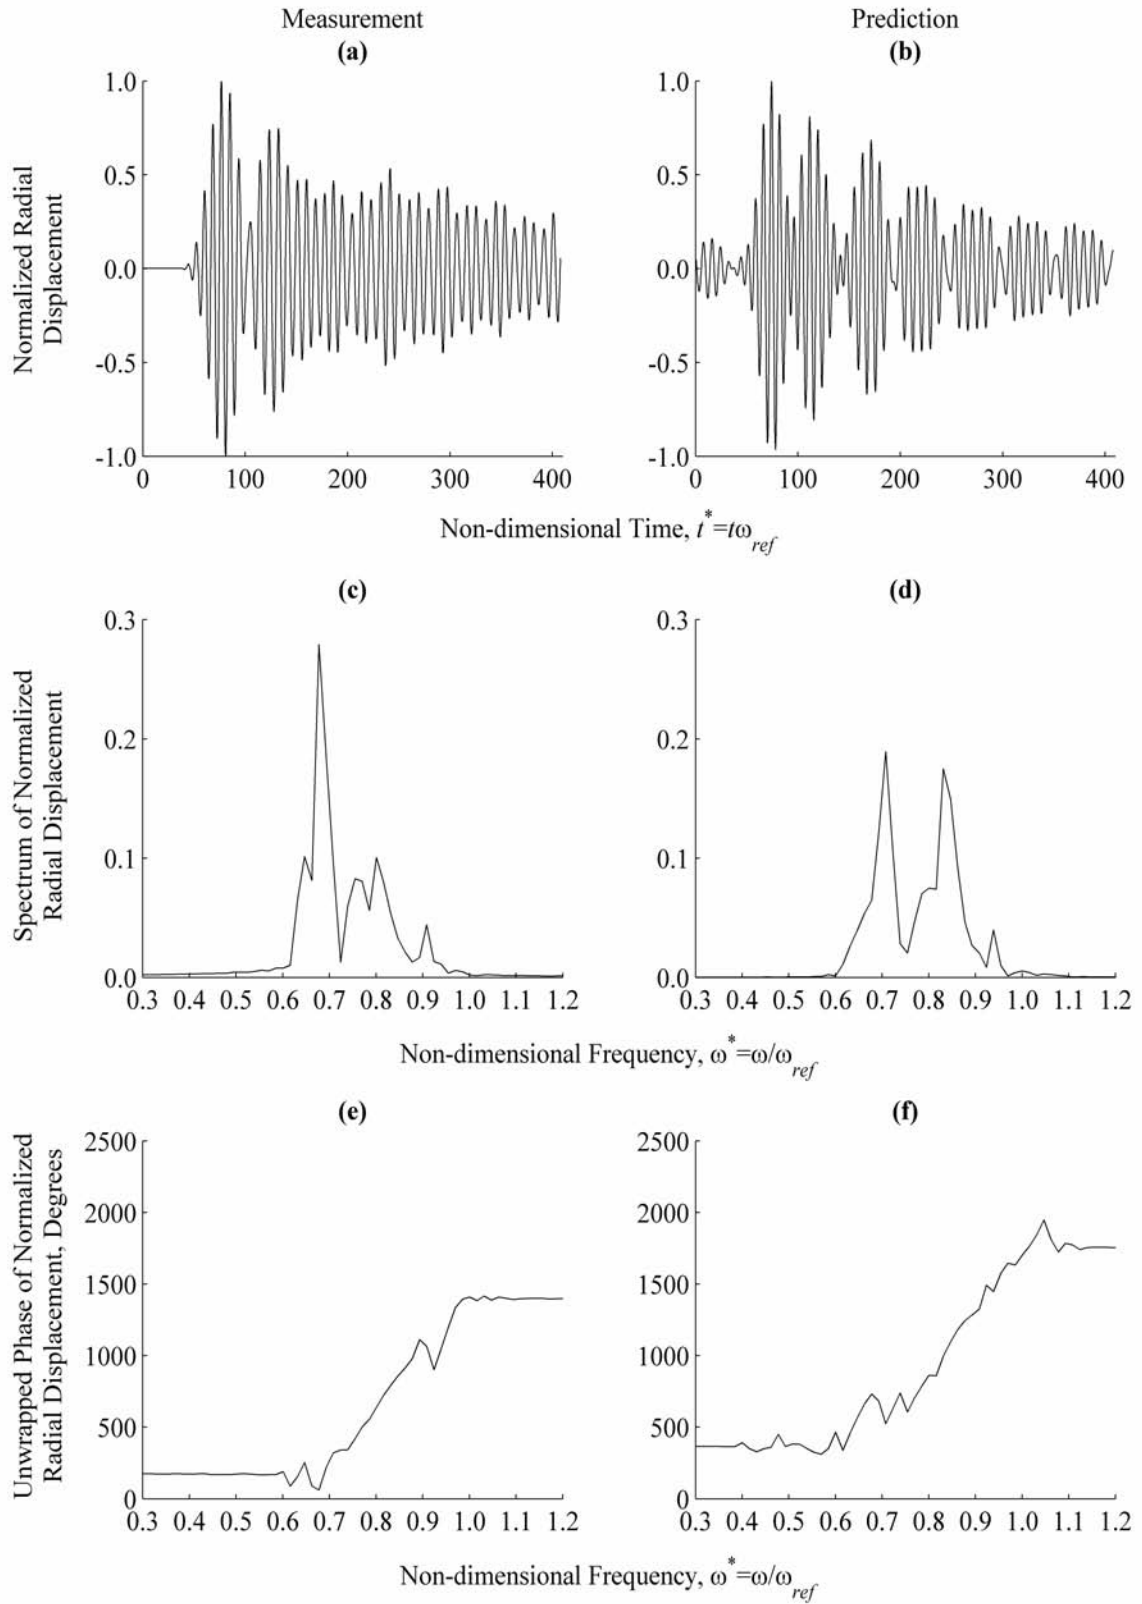 Measurement
Prediction
(a)
(b)
Normalized Radial
Displacement
1.0
0.5
0.0
-0.5
-1.0
0 100 200 300 400
1.0
0.5
0.0
-0.5
-1.0
0 100 200 300 400
Non-dimensional Time, t*=tωref
(c)
(d)
Spectrum of Normalized
Radial Displacement
0.3
0.2
0.1
0.0
0.3 0.4 0.5 0.6 0.7 0.8 0.9 1.0 1.1 1.2
0.3
0.2
0.1
0.0
0.3 0.4 0.5 0.6 0.7 0.8 0.9 1.0 1.1 1.2
Non-dimensional Frequency, ω*=ω/ωref
(e)
(f)
Unwrapped Phase of Normalized
Radial Displacement, Degrees
2500
2000
1500
1000
500
0
0.3 0.4 0.5 0.6 0.7 0.8 0.9 1.0 1.1 1.2
2500
2000
1500
1000
500
0
0.3 0.4 0.5 0.6 0.7 0.8 0.9 1.0 1.1 1.2
Non-dimensional Frequency, ω*=ω/ωref